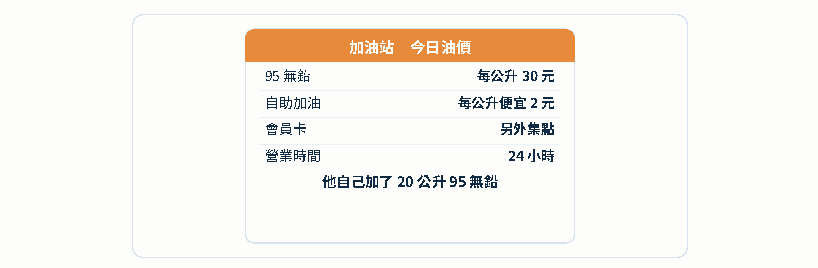 加油站 今日油價
95 無鉛 每公升 30 元
自助加油 每公升便宜 2 元
會員卡 另外集點
營業時間 24 小時
他自己加了 20 公升 95 無鉛